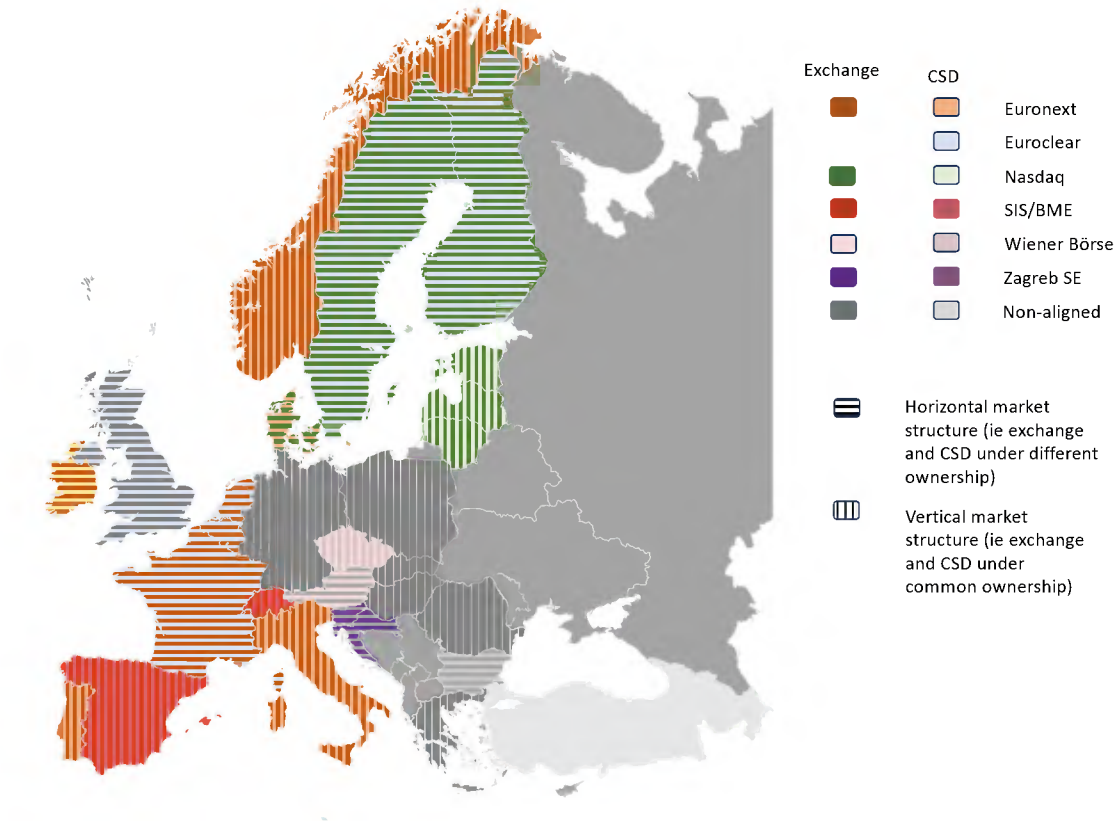 Exchange
CSD
Euronext
Euroclear
Nasdaq
SIS/BME
Wiener Börse
Zagreb SE
Non-aligned
Horizontal market
structure (ie exchange
and CSD under different
ownership)
Vertical market
structure (ie exchange
and CSD under
common ownership)